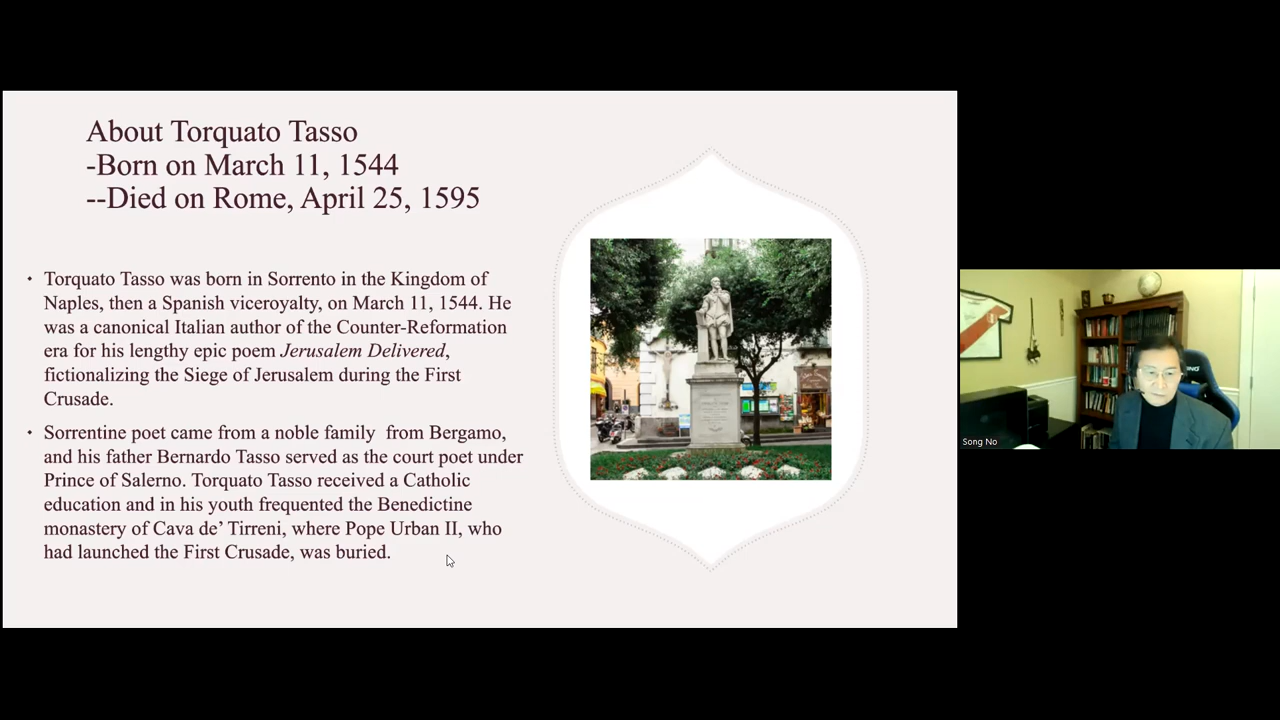 About Torquato Tasso
-Born on March 11, 1544
--Died on Rome, April 25, 1595
• Torquato Tasso was born in Sorrento in the Kingdom of
Naples, then a Spanish viceroyalty, on March 11, 1544. He
was a canonical Italian author of the Counter-Reformation
era for his lengthy epic poem Jerusalem Delivered,
fictionalizing the Siege of Jerusalem during the First
Crusade.
• Sorrentine poet came from a noble family  from Bergamo,
and his father Bernardo Tasso served as the court poet under
Prince of Salerno. Torquato Tasso received a Catholic
education and in his youth frequented the Benedictine
monastery of Cava de’ Tirreni, where Pope Urban II, who
had launched the First Crusade, was buried.
Song No